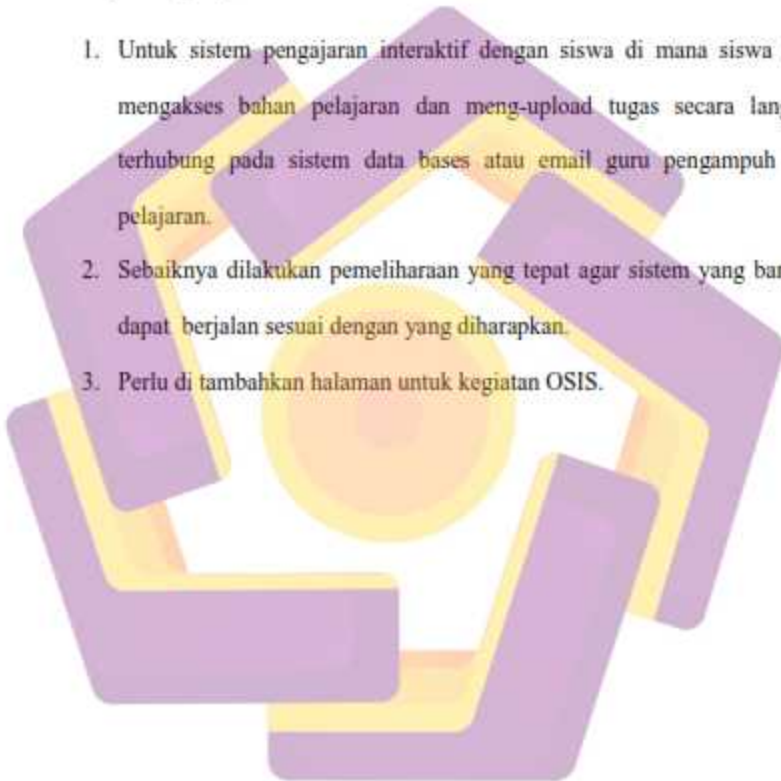 1. Untuk sistem pengajaran interaktif dengan siswa di mana siswa
mengakses bahan pelajaran dan meng-upload tugas secara
terhubung pada sistem data bases atau email guru pengampuh
pelajaran.
2. Sebaiknya dilakukan pemeliharaan yang tepat agar sistem yang
dapat berjalan sesuai dengan yang diharapkan.
3. Perlu di tambahkan halaman untuk kegiatan OSIS.